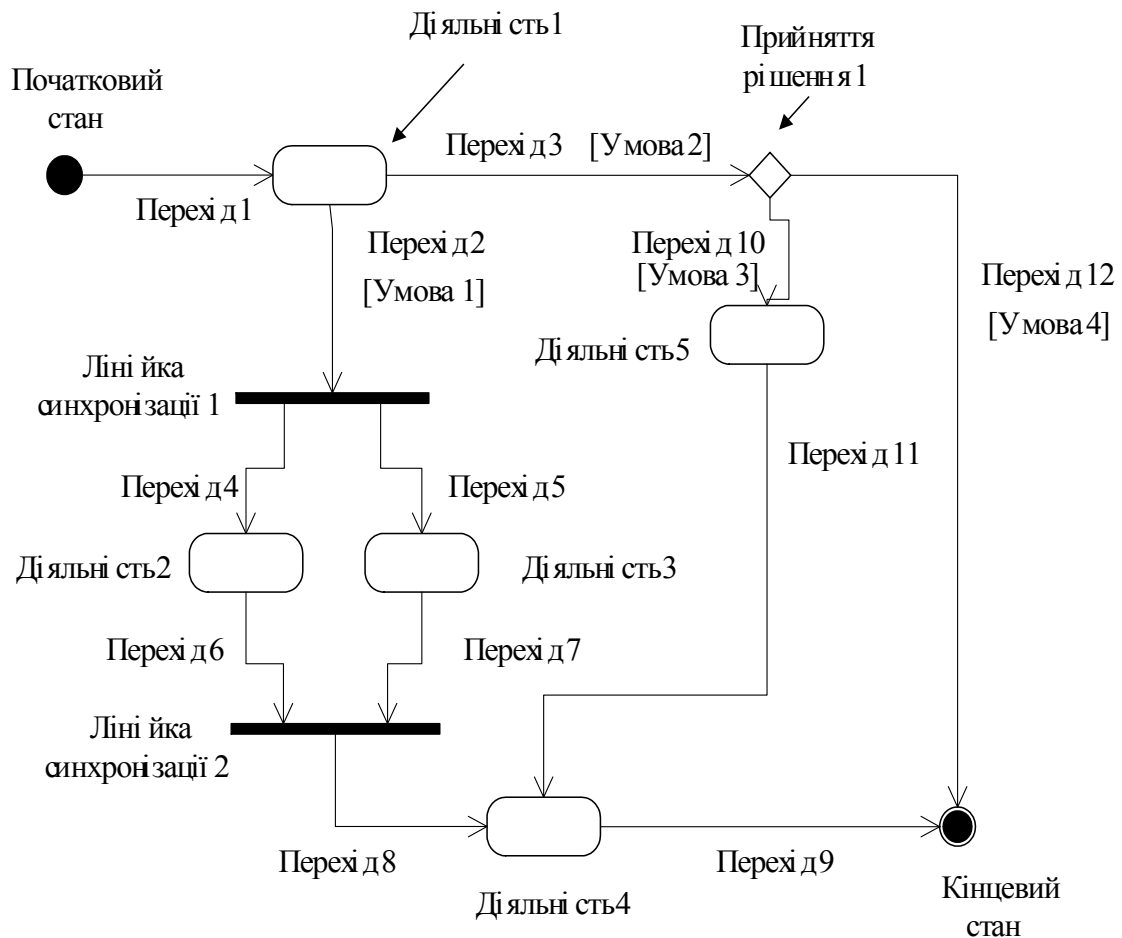 Діяльність1
Прийняття
рішення1
Початковий
стан
Перехід3 [Умова2]
Перехід1
Перехід2
[Умова 1]
Перехід10
[Умова 3]
Перехід12
[Умова4]
Діяльність5
Лінійка
синхронізації 1
Перехід11
Перехід4
Перехід5
Діяльність2
Діяльність3
Перехід6
Перехід7
Лінійка
синхронізації 2
Перехід8
Перехід9
Діяльність4
Кінцевий
стан